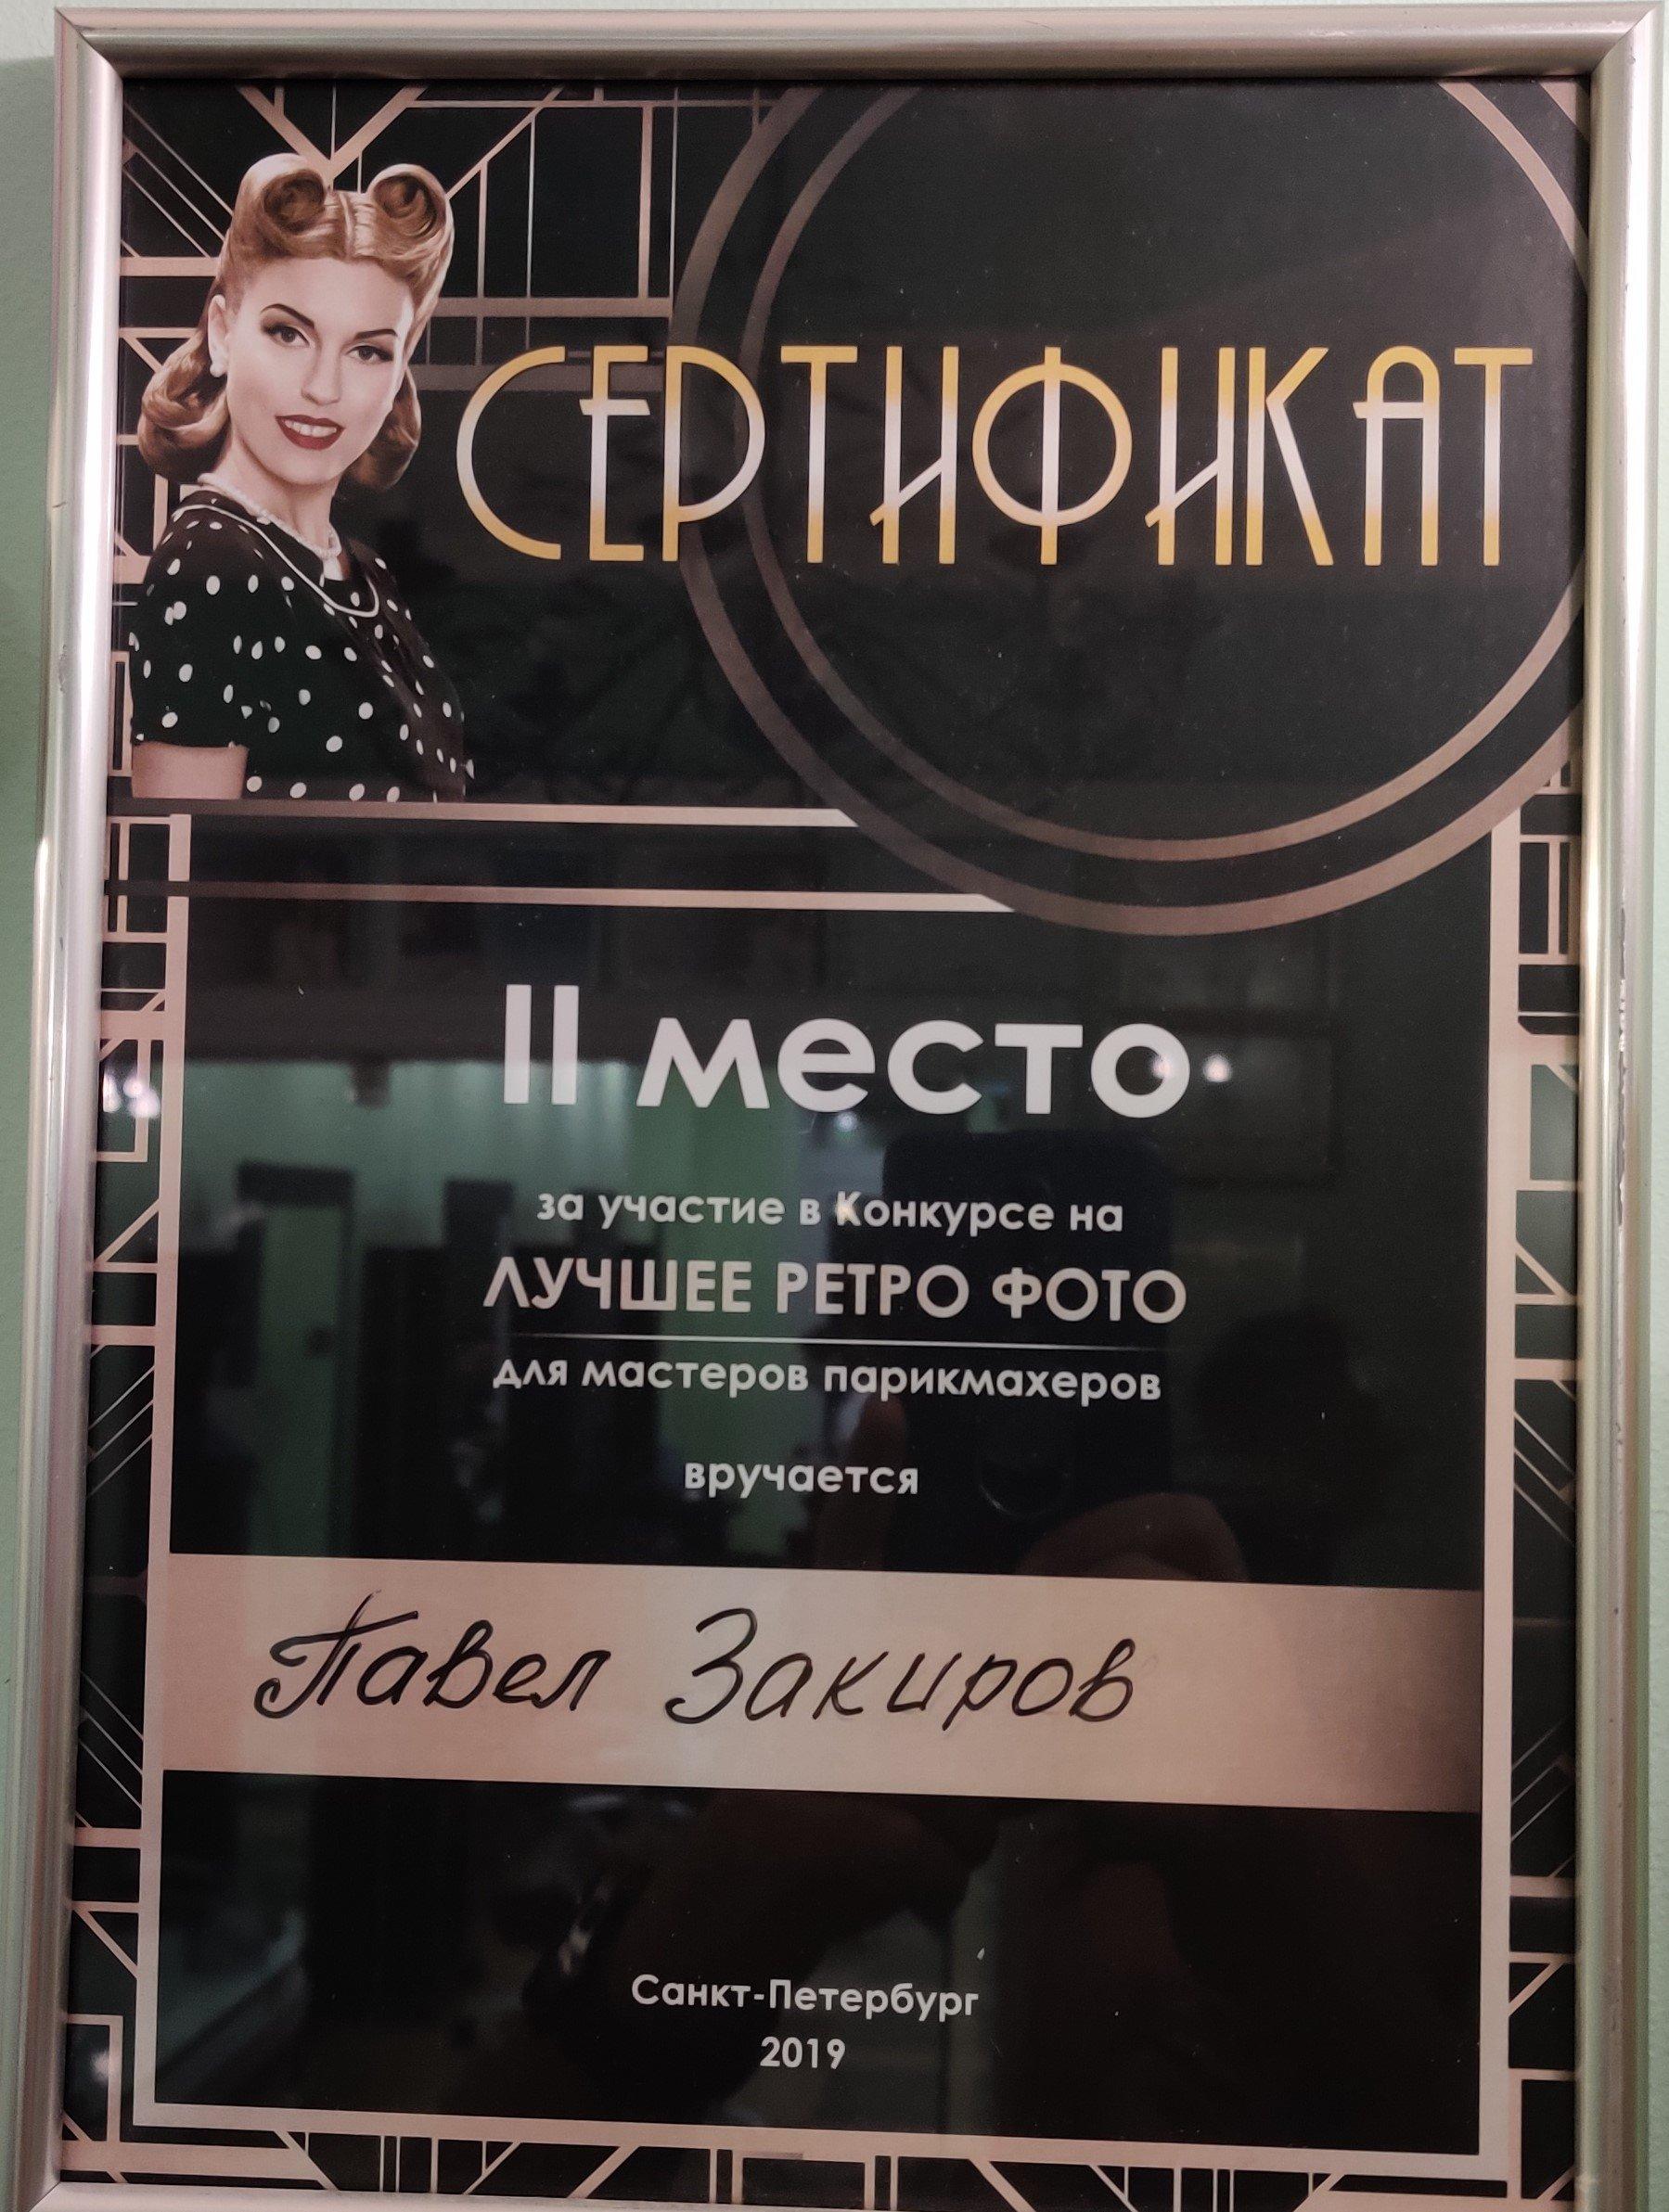 СЕРТИФИКАТ
II место
за участие в Конкурсе на
ЛУЧШЕЕ РЕТРО ФОТО
для мастеров парикмахеров
вручается
Павел Закиров
Санкт-Петербург
2019